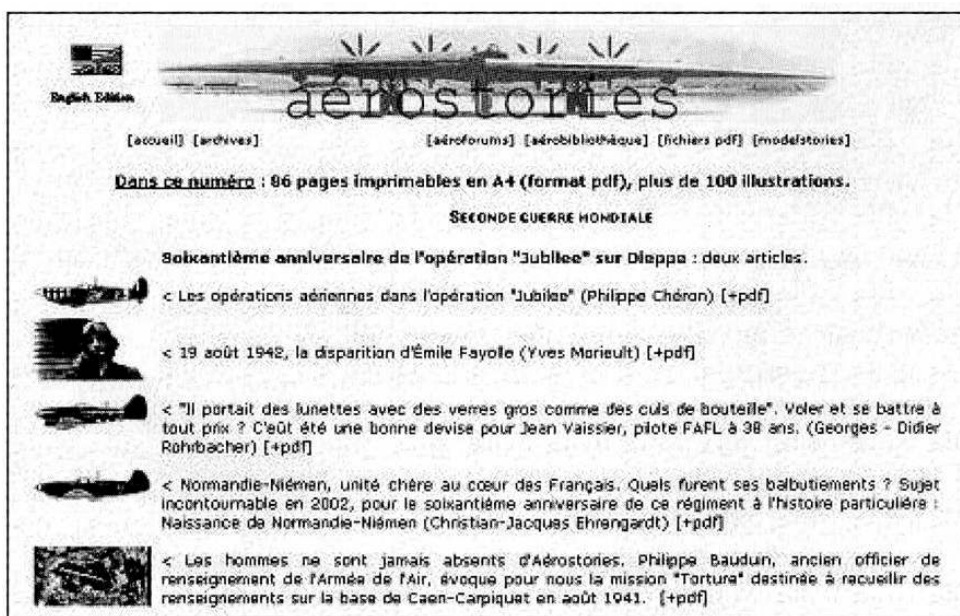 aérostories
English Edition
[accueil] [archives] [aéroforums] [aérobibliothèque] [fichiers pdf] [modelstories]
Dans ce numéro : 86 pages imprimables en A4 (format pdf), plus de 100 illustrations.
SECONDE GUERRE MONDIALE
Soixantième anniversaire de l'opération "Jubilee" sur Dieppe : deux articles.
< Les opérations aériennes dans l'opération "Jubilee" (Philippe Chéron) [+pdf]
< 19 août 1942, la disparition d'Émile Fayolle (Yves Morieult) [+pdf]
< "Il portait des lunettes avec des verres gros comme des culs de bouteille". Voler et se battre à
tout prix ? C'eût été une bonne devise pour Jean Vaissier, pilote FAFL à 38 ans. (Georges - Didier
Rohrbacher) [+pdf]
< Normandie-Niémen, unité chère au cœur des Français. Quels furent ses balbutiements ? Sujet
incontournable en 2002, pour le soixantième anniversaire de ce régiment à l'histoire particulière :
Naissance de Normandie-Niémen (Christian-Jacques Ehrengardt) [+pdf]
< Les hommes ne sont jamais absents d'Aérostories. Philippe Bauduin, ancien officier de
renseignement de l'Armée de l'Air, évoque pour nous la mission "Torture" destinée à recueillir des
renseignements sur la base de Caen-Carpiquet en août 1941. [+pdf]